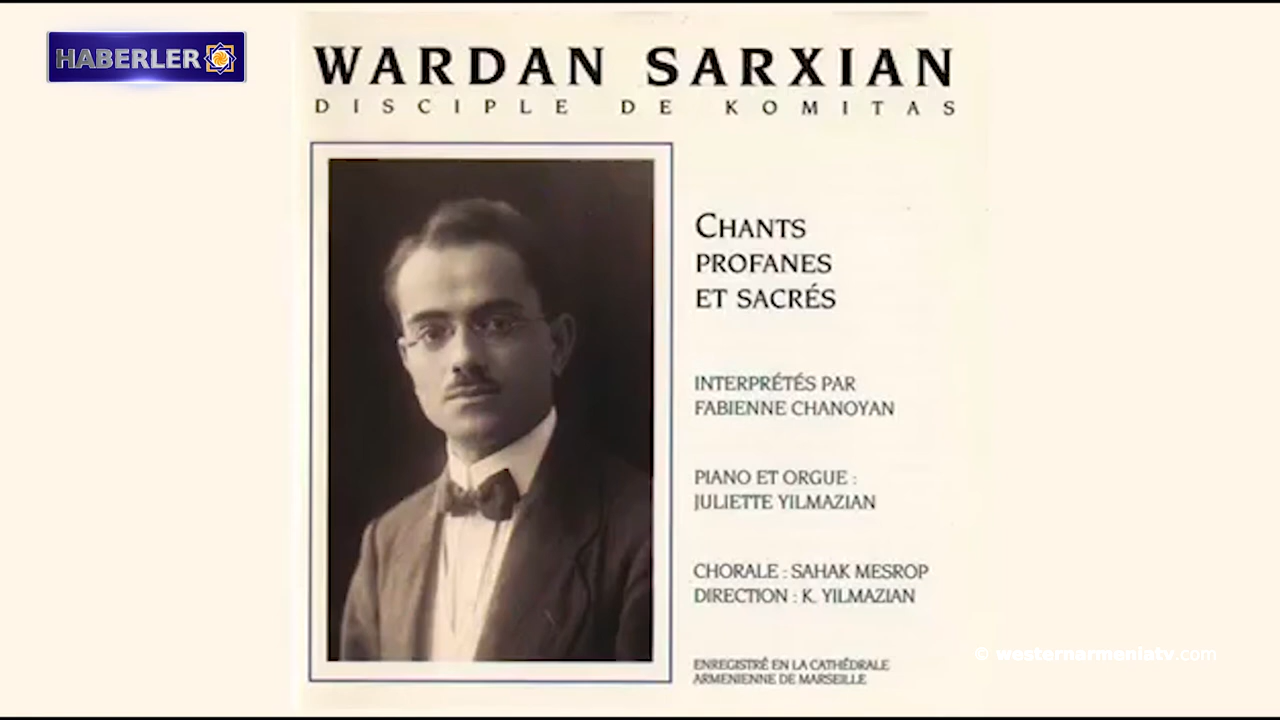 HABERLER
WARDAN SARXIAN
DISCIPLE DE KOMITAS
CHANTS
PROFANES
ET SACRÉS
INTERPRÉTÉS PAR
FABIENNE CHANOYAN
PIANO ET ORGUE :
JULIETTE YILMAZIAN
CHORALE : SAHAK MESROP
DIRECTION : K. YILMAZIAN
ENREGISTRÉ EN LA CATHÉDRALE
ARMENIENNE DE MARSEILLE
© westernarmeniatv.com